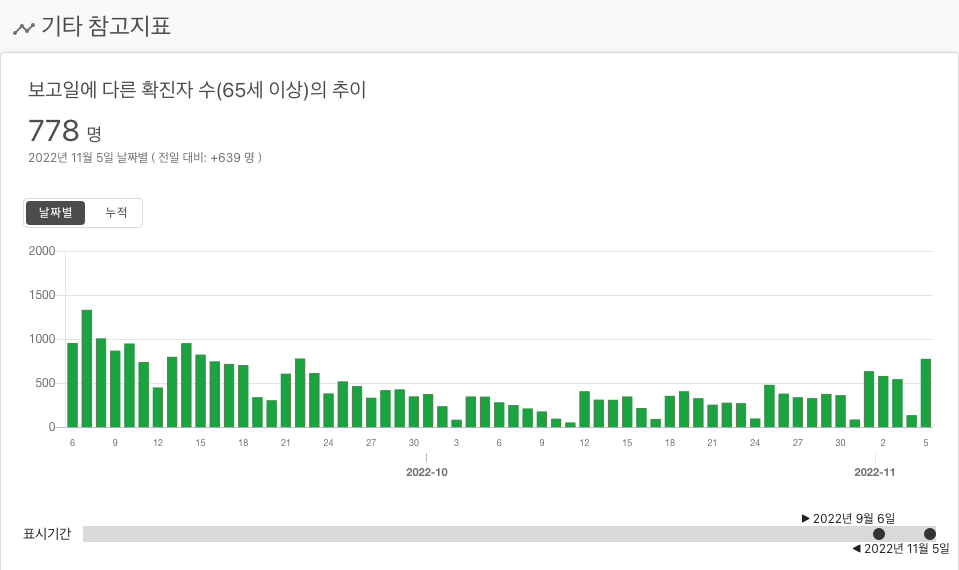 기타 참고지표
보고일에 다른 확진자 수(65세 이상)의 추이
778 명
2022년 11월 5일 날짜별 ( 전일 대비: +639 명 )
날짜별 누적
2000
1500
1000
500
0
6 9 12 15 18 21 24 27 30 3 6 9 12 15 18 21 24 27 30 2 5
2022-10 2022-11
▶ 2022년 9월 6일
표시기간
◀ 2022년 11월 5일